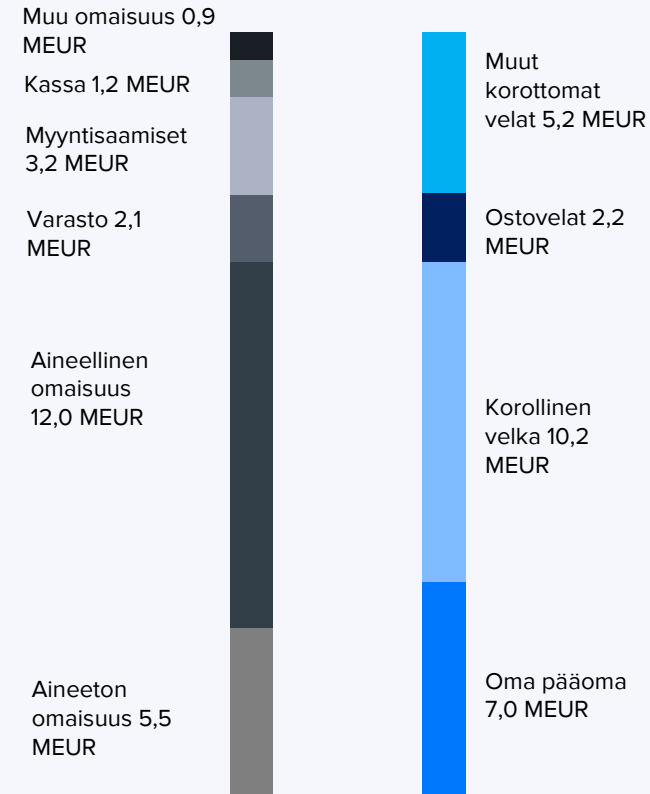 Muu omaisuus 0,9
MEUR
Kassa 1,2 MEUR
Myyntisaamiset
3,2 MEUR
Varasto 2,1
MEUR
Aineellinen
omaisuus
12,0 MEUR
Aineeton
omaisuus 5,5
MEUR
Muut
korottomat
velat 5,2 MEUR
Ostovelat 2,2
MEUR
Korollinen
velka 10,2
MEUR
Oma pääoma
7,0 MEUR